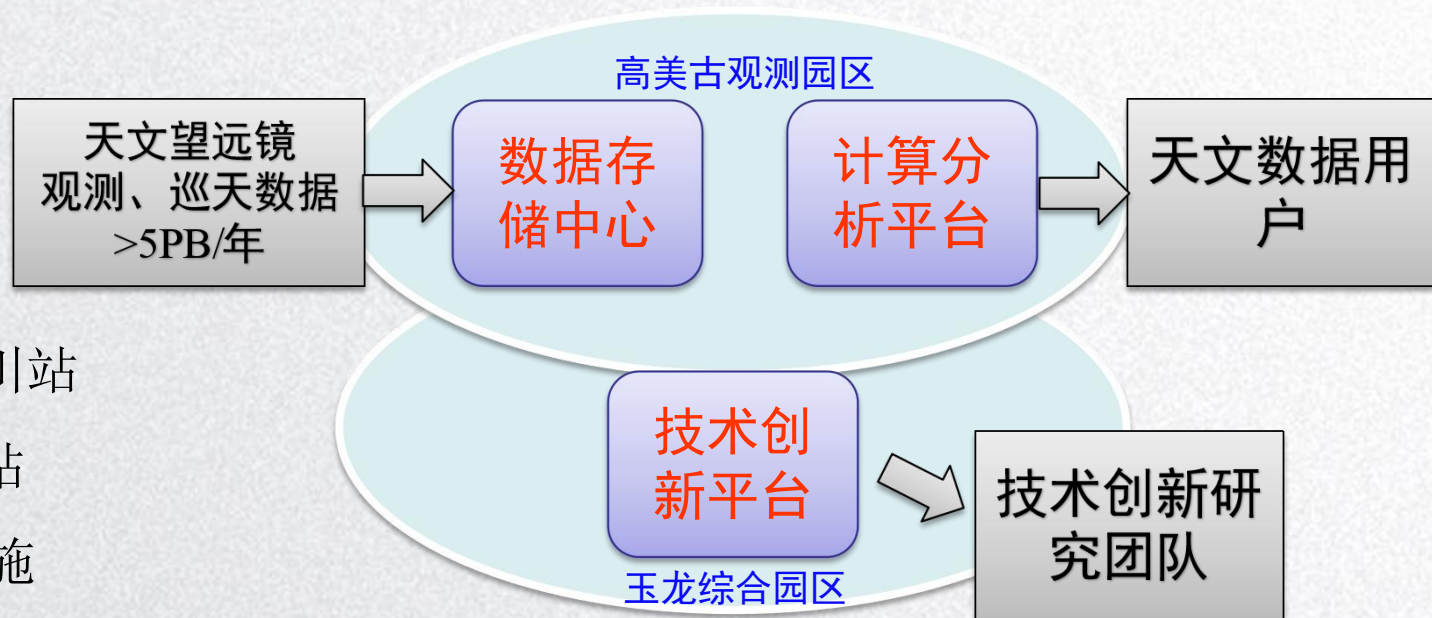 高美古观测园区
天文望远镜
观测、巡天数据
>5PB/年
数据存
储中心
计算分
析平台
天文数据用
户
站
站
施
技术创
新平台
技术创新研
究团队
玉龙综合园区